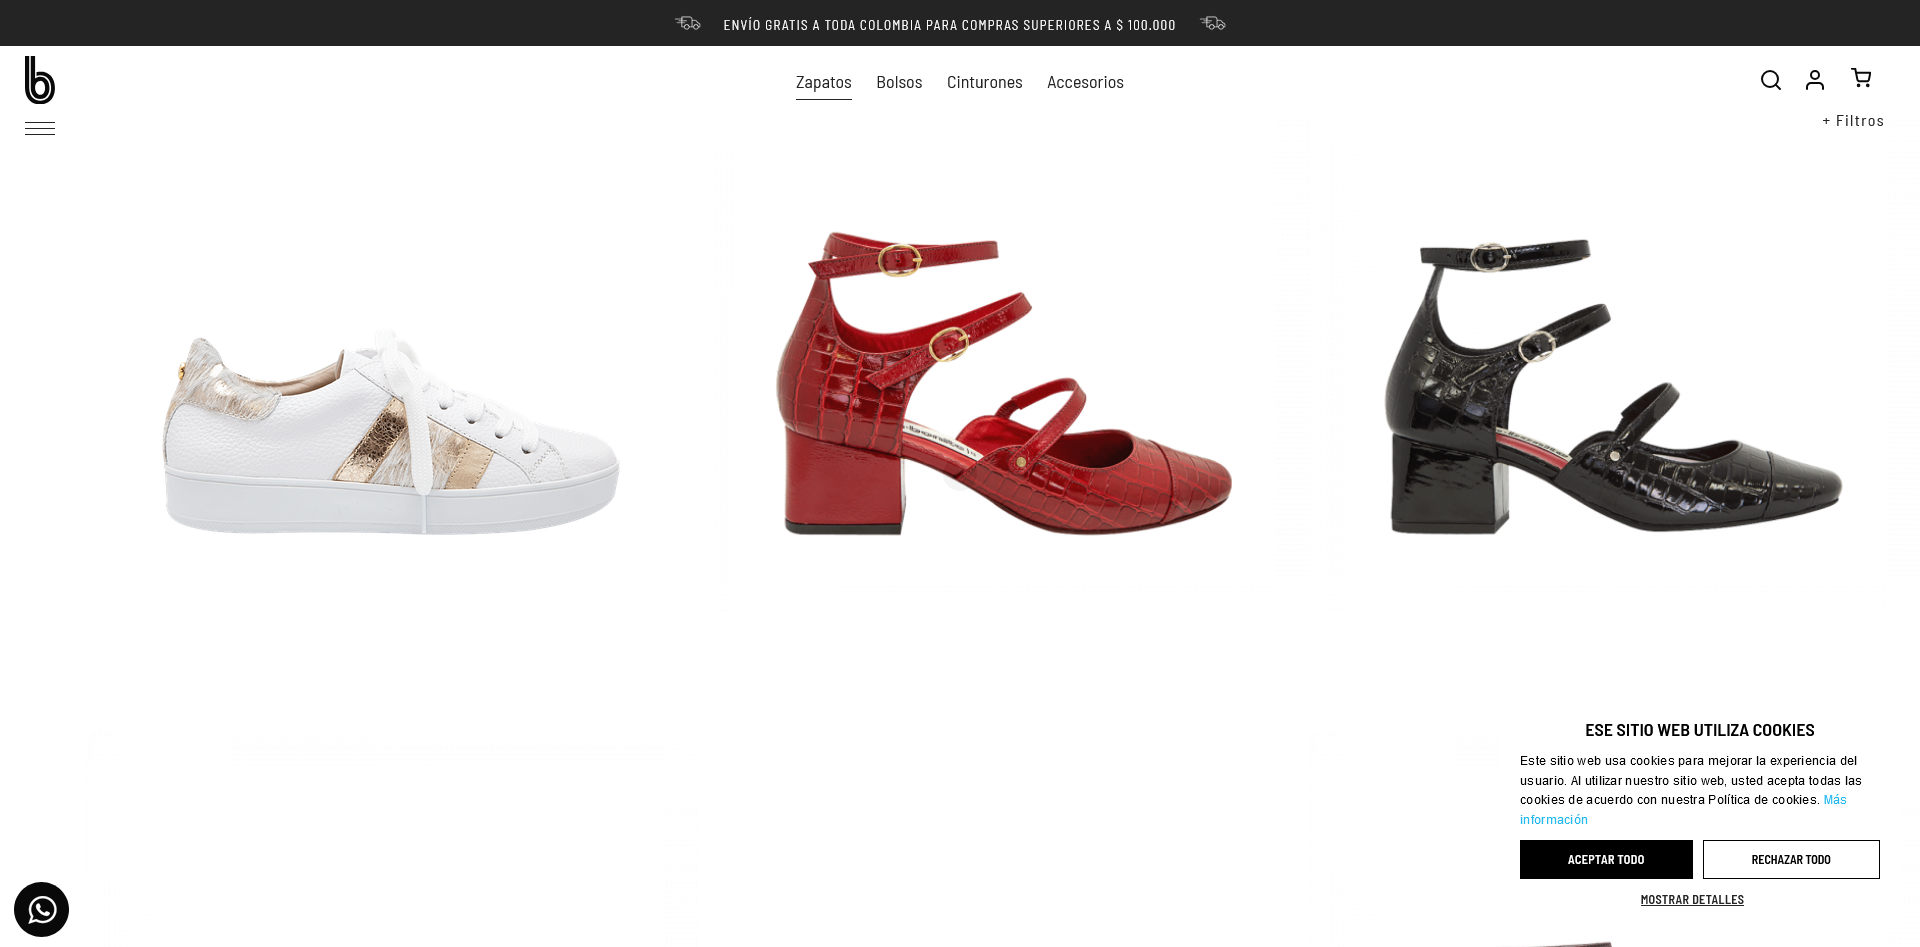 ENVÍO GRATIS A TODA COLOMBIA PARA COMPRAS SUPERIORES A $ 100.000
b
Zapatos Bolsos Cinturones Accesorios
+ Filtros
ESE SITIO WEB UTILIZA COOKIES
Este sitio web usa cookies para mejorar la experiencia del
usuario. Al utilizar nuestro sitio web, usted acepta todas las
cookies de acuerdo con nuestra Política de cookies. Más
información
ACEPTAR TODO RECHAZAR TODO
MOSTRAR DETALLES